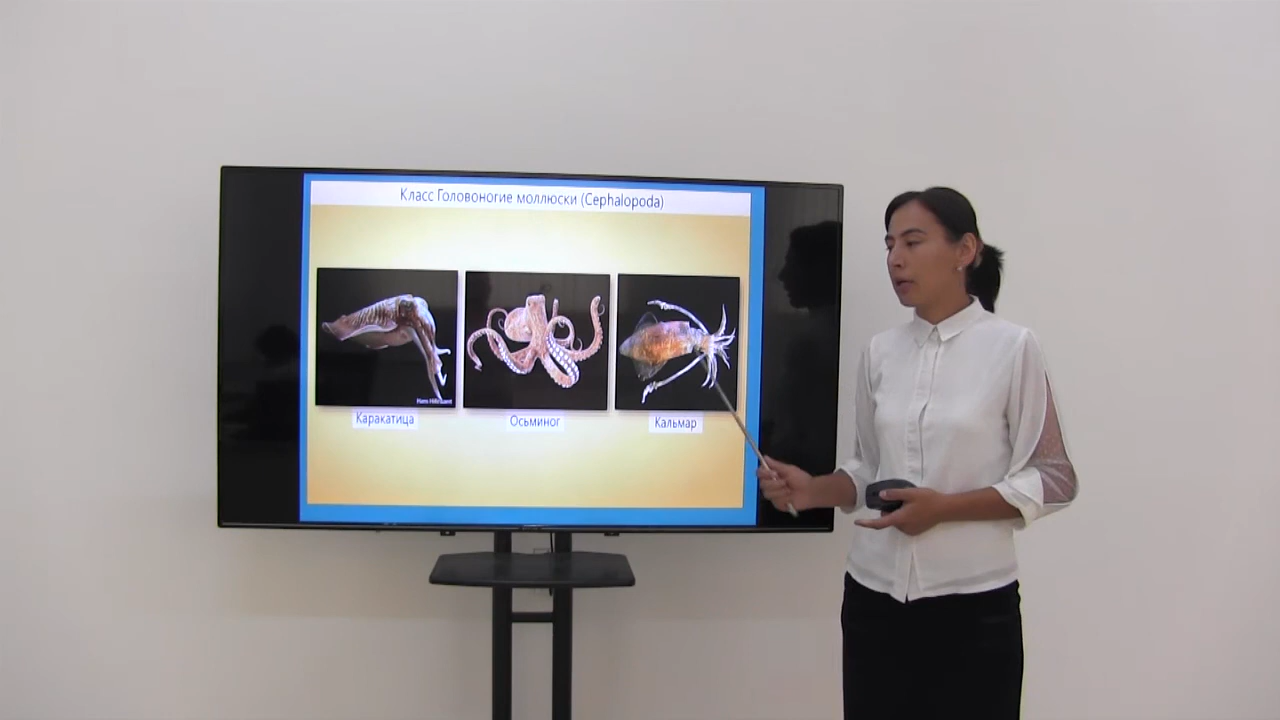 Класс Головоногие моллюски (Cephalopoda)
Каракатица
Осьминог
Кальмар